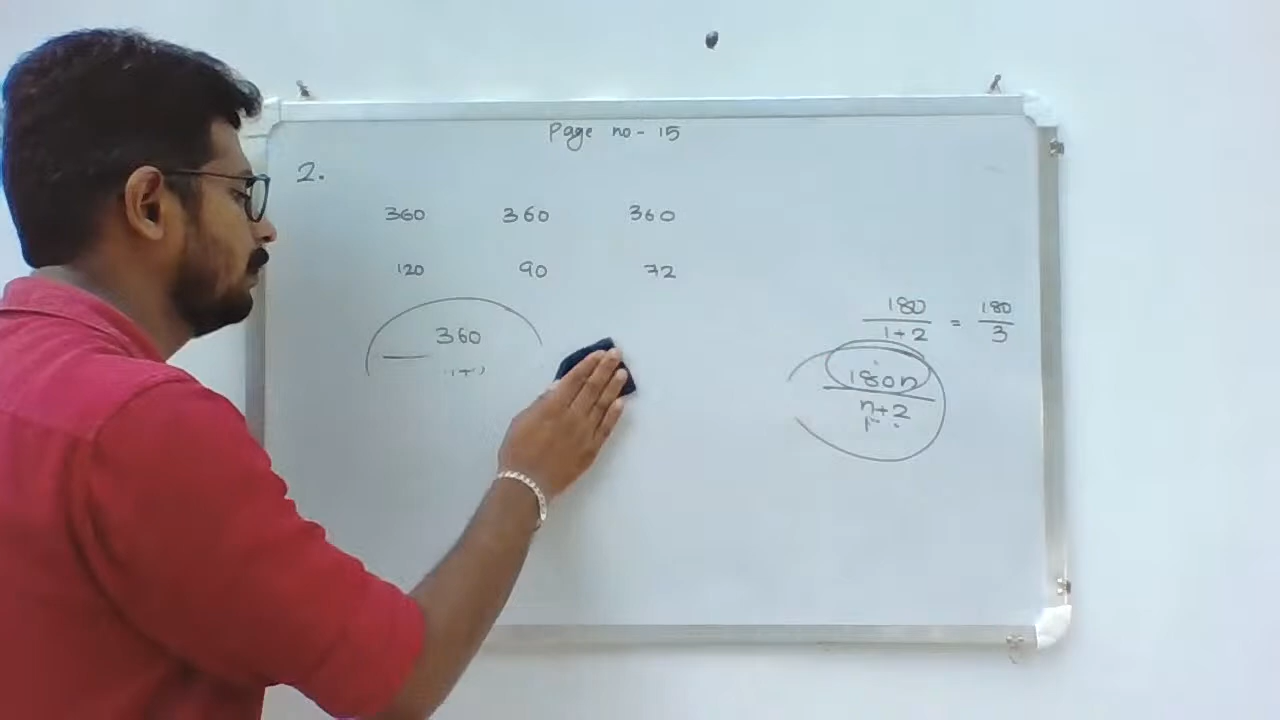 Page no - 15
2.
360 360 360
120 90 72
360
180 / 1+2 = 180 / 3
180n / n+2